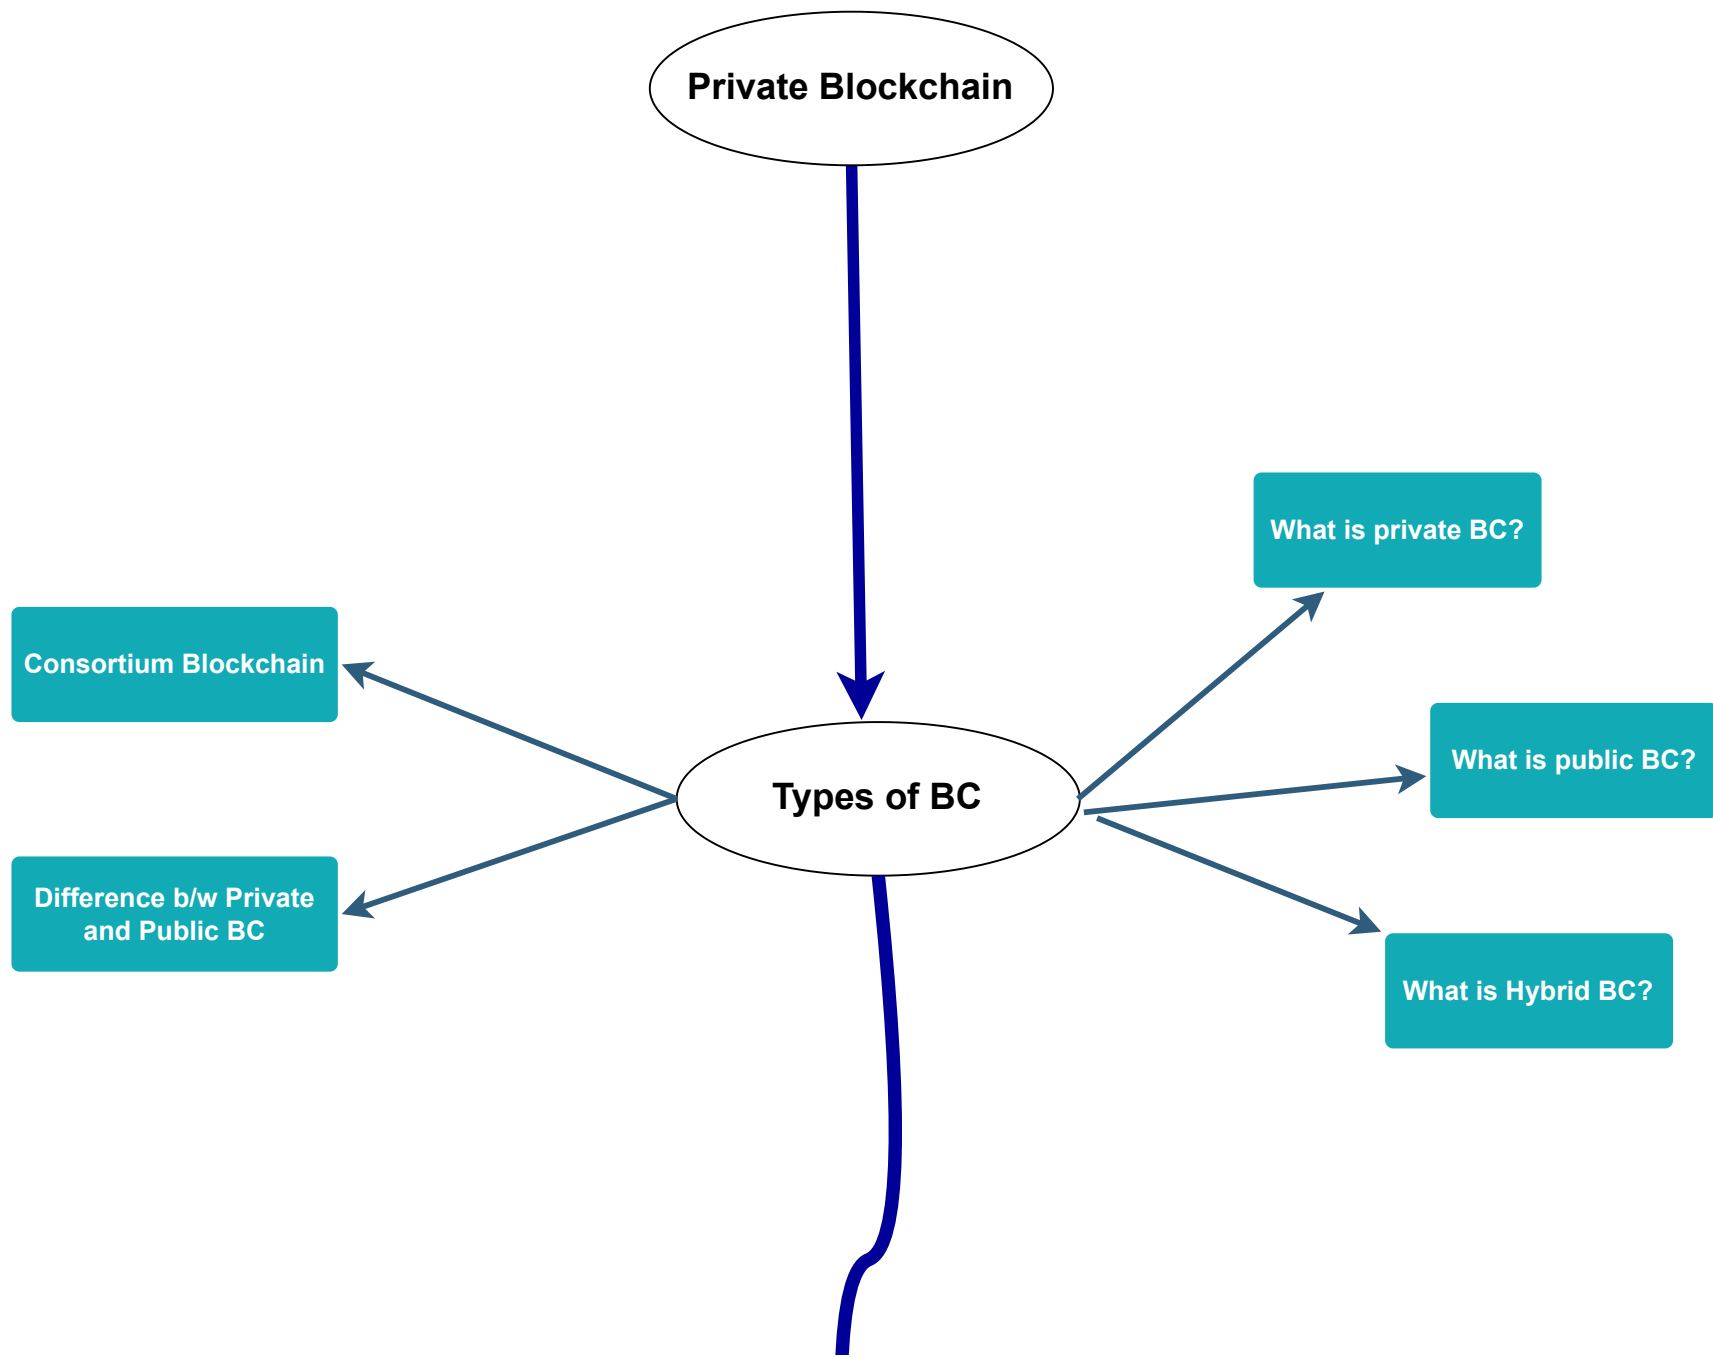 Private Blockchain
What is private BC?
Consortium Blockchain
What is public BC?
Types of BC
Difference b/w Private
and Public BC
What is Hybrid BC?